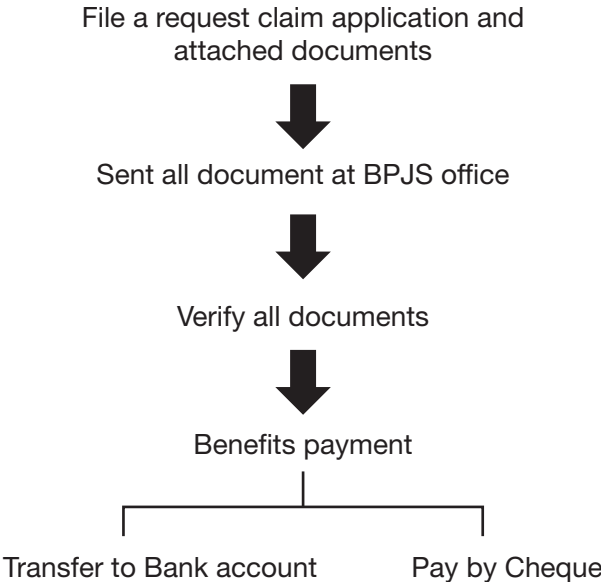 File a request claim application and
attached documents
Sent all document at BPJS office
Verify all documents
Benefits payment
Transfer to Bank account
Pay by Cheque